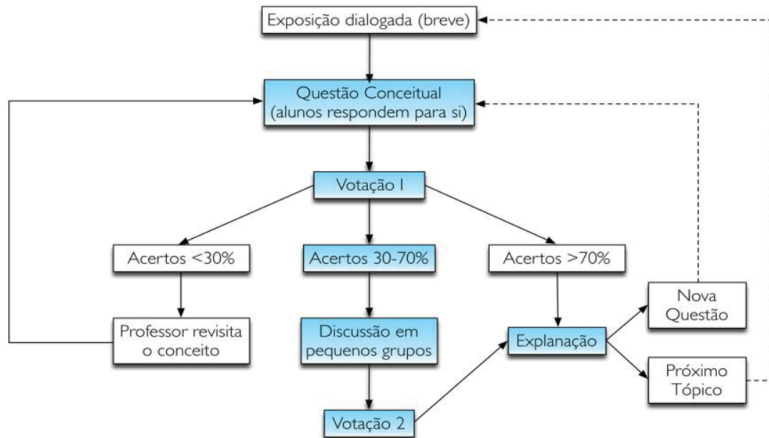 Exposição dialogada (breve)
Questão Conceitual
(alunos respondem para si)
Votação I
Acertos <30%
Acertos 30-70%
Acertos >70%
Professor revisita
o conceito
Discussão em
pequenos grupos
Explanação
Nova
Questão
Próximo
Tópico
Votação 2